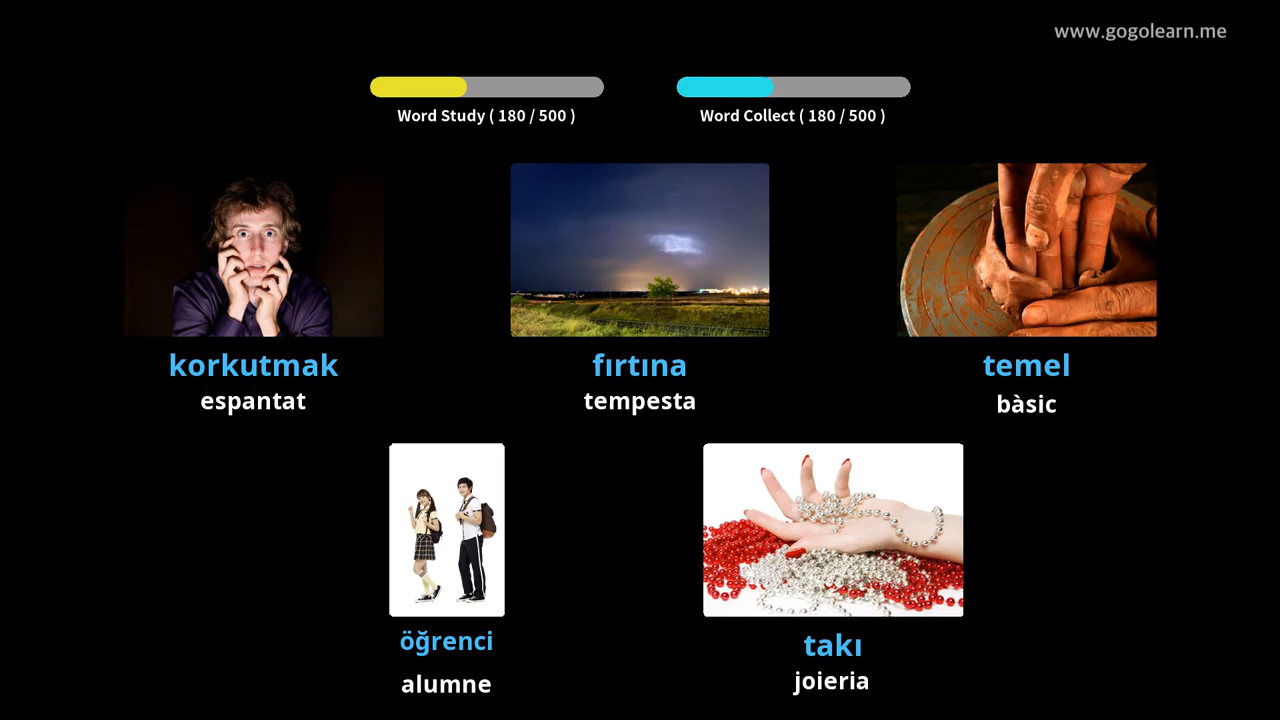 www.gogolearn.me
Word Study ( 180 / 500 )
Word Collect ( 180 / 500 )
korkutmak
espantat
fırtına
tempesta
temel
bàsic
öğrenci
alumne
takı
joieria